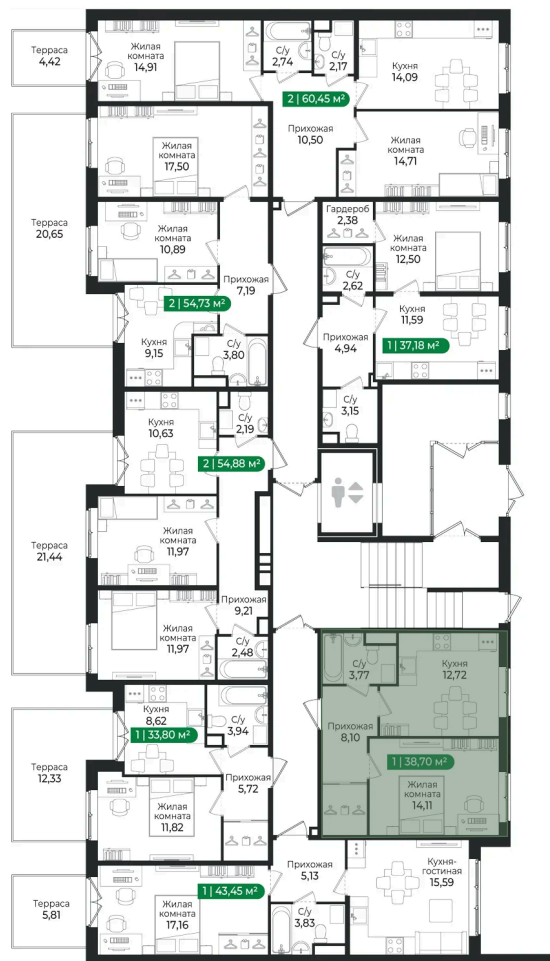 Терраса
4,42
Жилая
комната
14,91
С/у
2,74
С/у
2,17
Кухня
14,09
2 | 60,45 м²
Прихожая
10,50
Жилая
комната
17,50
Жилая
комната
14,71
Терраса
20,65
Жилая
комната
10,89
Гардероб
2,38
Жилая
комната
12,50
Прихожая
7,19
С/у
2,62
2 | 54,73 м²
Кухня
9,15
С/у
3,80
Кухня
11,59
Прихожая
4,94
1 | 37,18 м²
С/у
3,15
Кухня
10,63
С/у
2,19
2 | 54,88 м²
Терраса
21,44
Жилая
комната
11,97
Прихожая
9,21
Жилая
комната
11,97
С/у
2,48
С/у
3,77
Кухня
12,72
Кухня
8,62
1 | 33,80 м²
С/у
3,94
Прихожая
8,10
Терраса
12,33
Прихожая
5,72
1 | 38,70 м²
Жилая
комната
14,11
Жилая
комната
11,82
Прихожая
5,13
Кухня-
гостиная
15,59
1 | 43,45 м²
Терраса
5,81
Жилая
комната
17,16
С/у
3,83